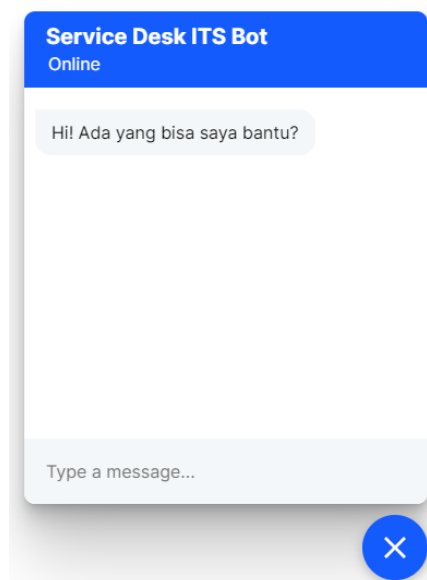 Service Desk ITS Bot
Online
Hi! Ada yang bisa saya bantu?
Type a message...